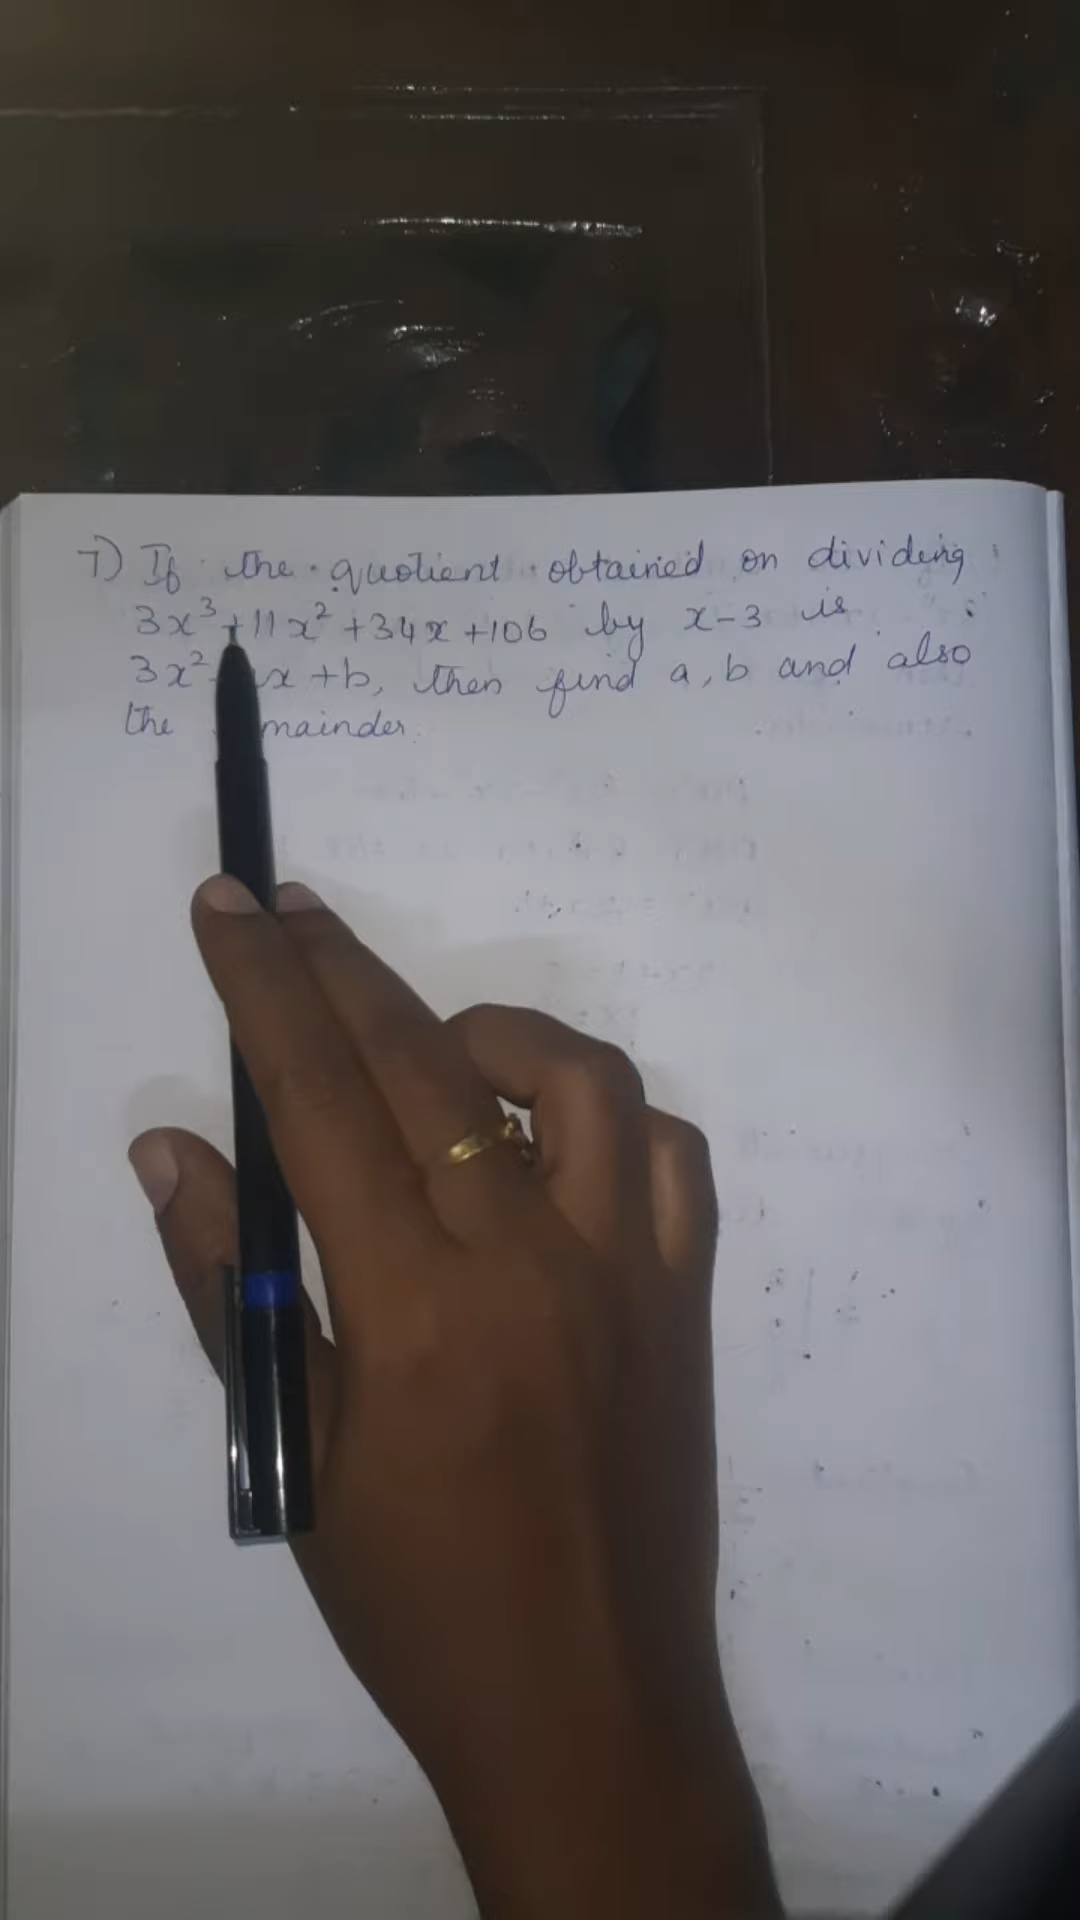 7) If the quotient obtained on dividing
3x³ + 11x² + 34x + 106 by x - 3 is
3x² x + b, then find a, b and also
the mainder.